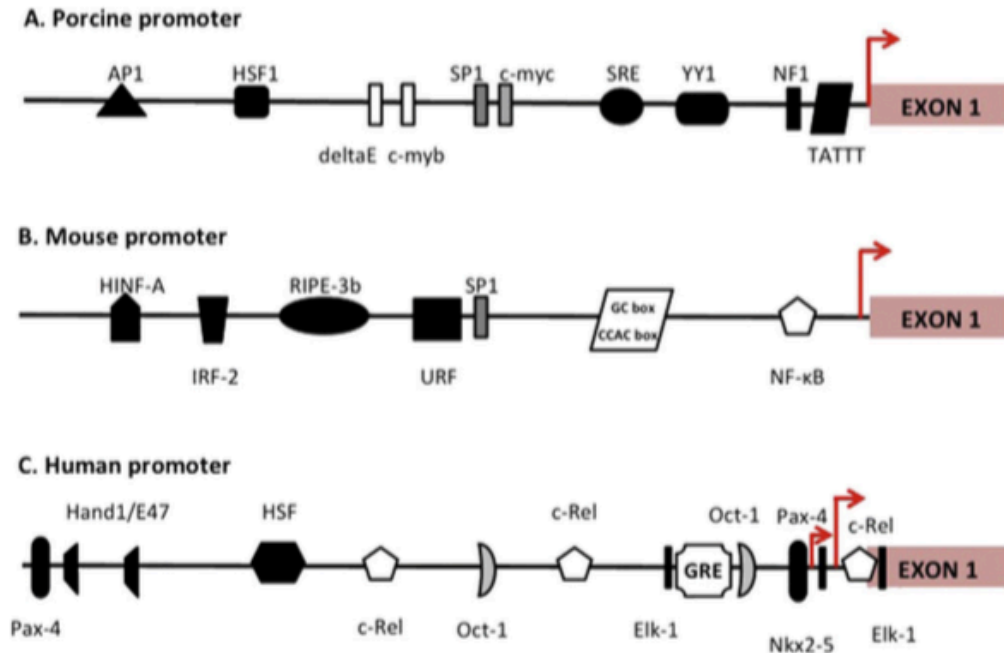 A. Porcine promoter
AP1 HSF1 SP1 c-myc SRE YY1 NF1
EXON 1
deltaE c-myb TATTT
B. Mouse promoter
HINF-A RIPE-3b SP1
GC box
CCAC box
EXON 1
IRF-2 URF NF-κB
C. Human promoter
Hand1/E47 HSF c-Rel Oct-1 Pax-4 c-Rel
GRE EXON 1
Pax-4 c-Rel Oct-1 Elk-1 Nkx2-5 Elk-1